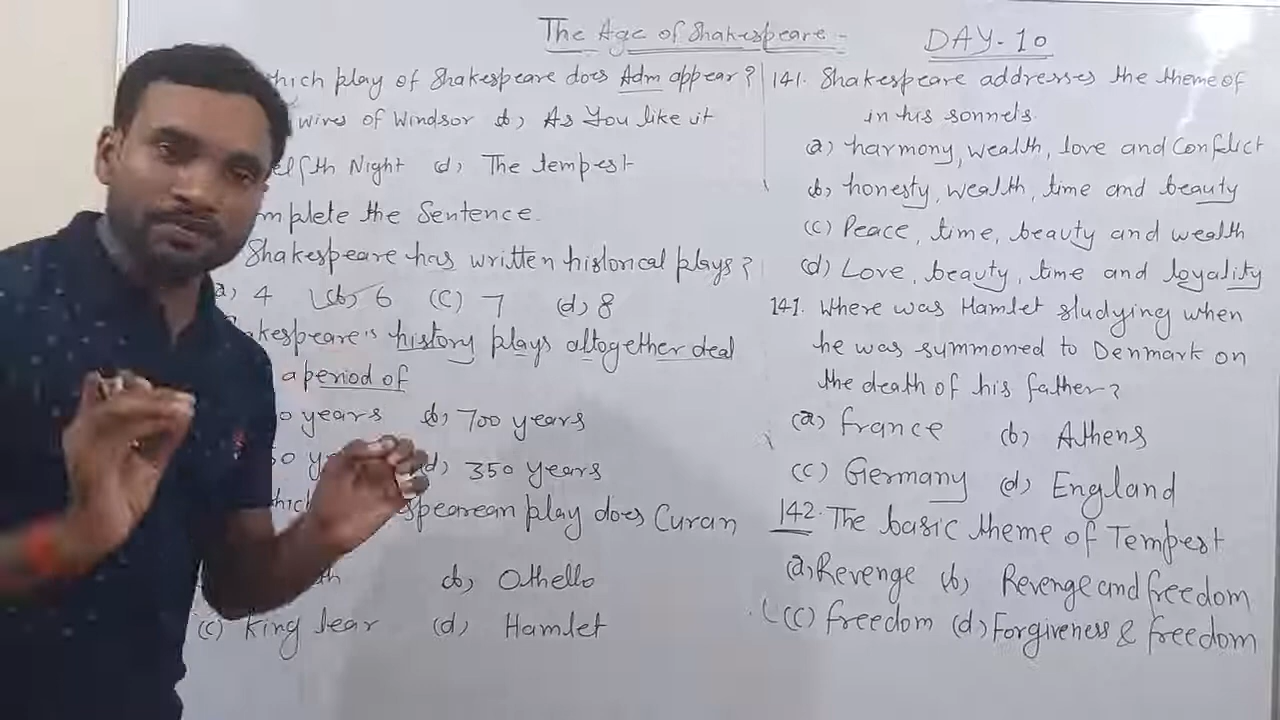 The Age of Shakespeare :-
DAY-10
which play of Shakespeare does Adm appear?
wives of Windsor b) As You like it
Night d) The tempest
mplete the Sentence.
Shakespeare has written historical plays?
a) 4 (b) 6 (c) 7 (d) 8
kespeare's history plays altogether deal
a period of
0 years b) 700 years
50 y d) 350 years
hich spearean play does Curan
th b) Othello
(c) King lear (d) Hamlet
141. Shakespeare addresses the theme of
in his sonnets.
(a) harmony, wealth, love and Conflict
(b) honesty, wealth, time and beauty
(c) Peace, time, beauty and wealth
(d) Love, beauty, time and loyality
141. Where was Hamlet studying when
he was summoned to Denmark on
the death of his father?
(a) france (b) Athens
(c) Germany (d) England
142. The basic theme of Tempest
(a) Revenge (b) Revenge and freedom
(c) freedom (d) Forgiveness & freedom